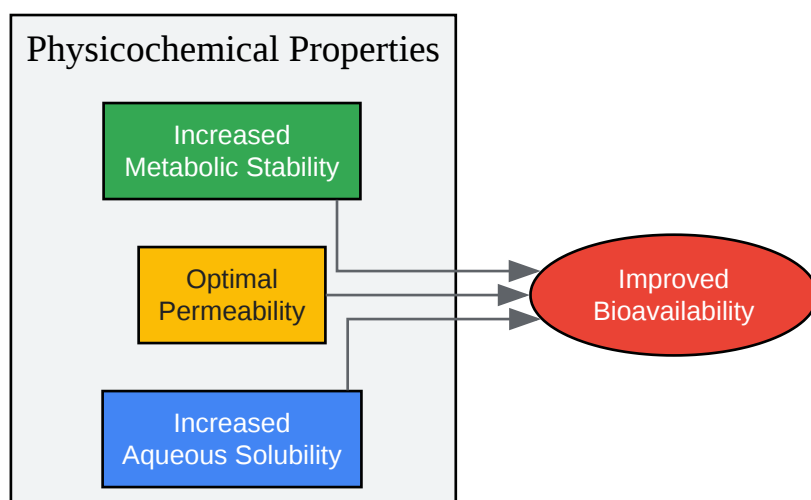 Physicochemical Properties
Increased
Metabolic Stability
Optimal
Permeability
Increased
Aqueous Solubility
Improved
Bioavailability